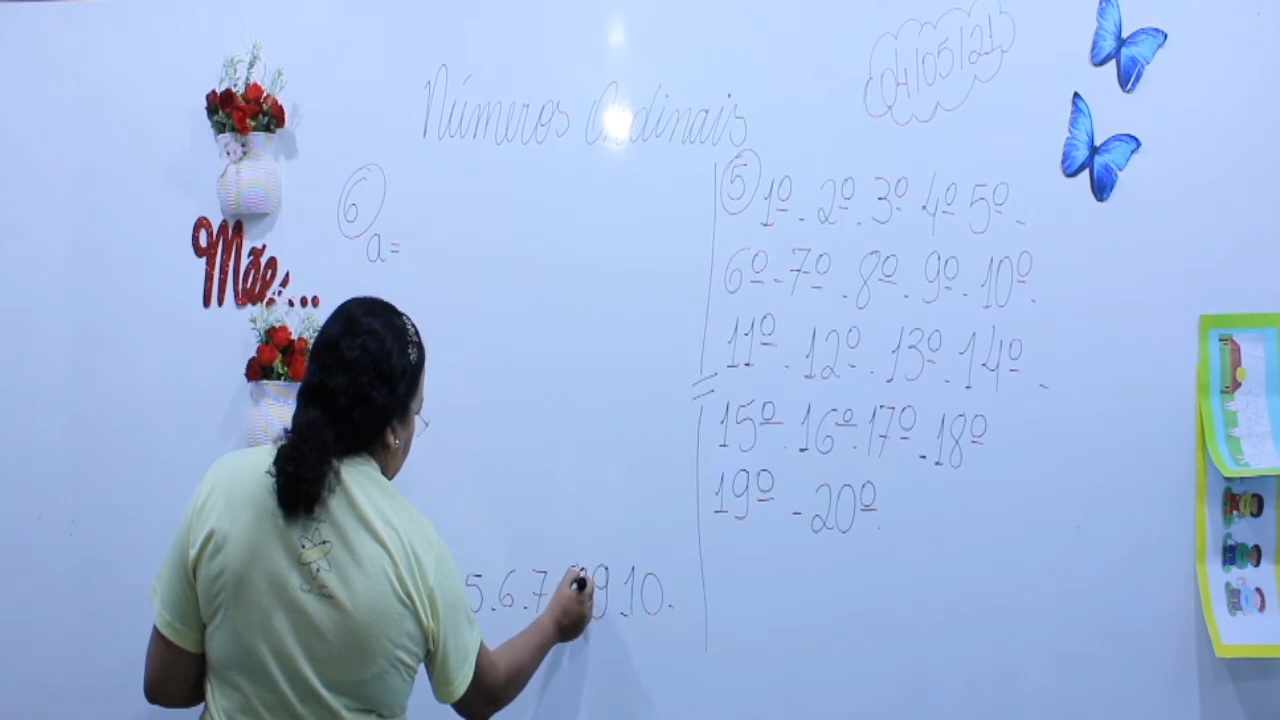 04/05/21
Números Ordinais
Mãe...
6
a=
5
1º - 2º - 3º 4º 5º -
6º - 7º - 8º - 9º - 10º -
11º - 12º - 13º - 14º -
15º - 16º - 17º - 18º
19º - 20º
5.6.7
9.10.